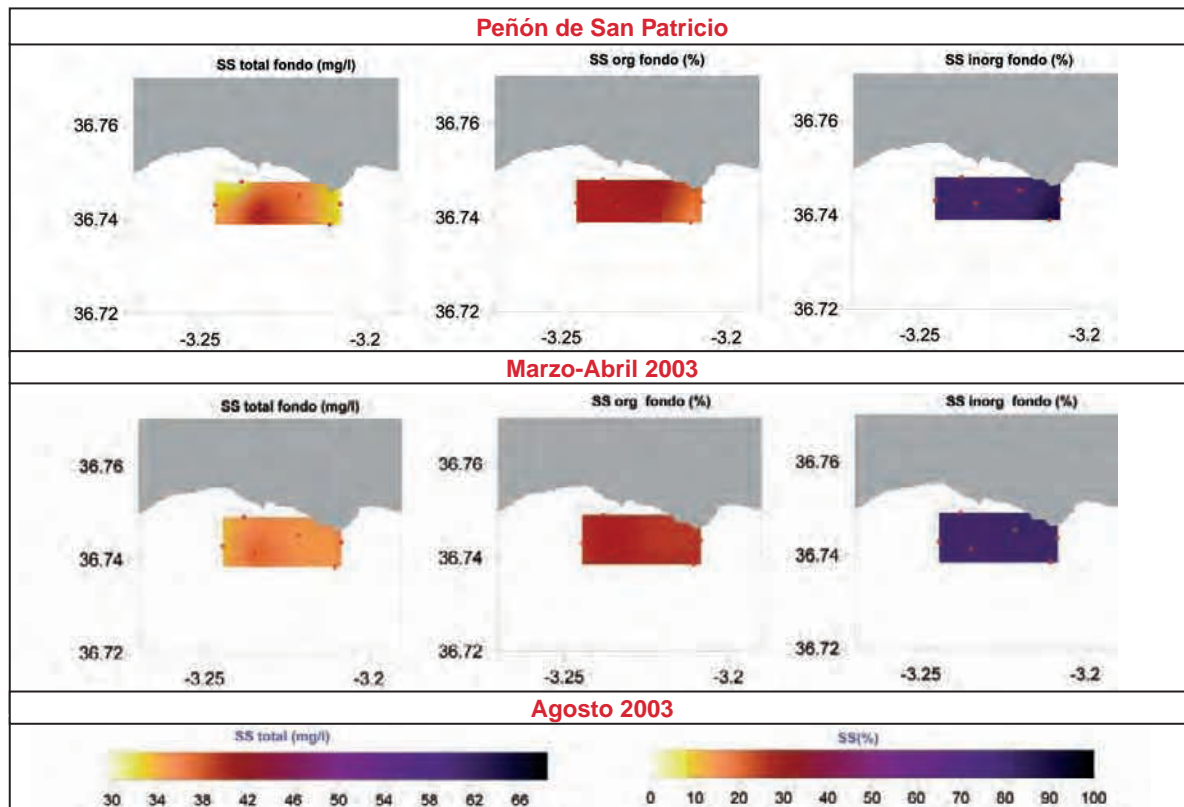 Peñón de San Patricio
SS total fondo (mg/l)
SS org fondo (%)
SS inorg fondo (%)
36.76
36.74
36.72
-3.25
-3.2
36.76
36.74
36.72
-3.25
-3.2
36.76
36.74
36.72
-3.25
-3.2
Marzo-Abril 2003
SS total fondo (mg/l)
SS org fondo (%)
SS inorg fondo (%)
36.76
36.74
36.72
-3.25
-3.2
36.76
36.74
36.72
-3.25
-3.2
36.76
36.74
36.72
-3.25
-3.2
Agosto 2003
SS total (mg/l)
30 34 38 42 46 50 54 58 62 66
SS(%)
0 10 20 30 40 50 60 70 80 90 100